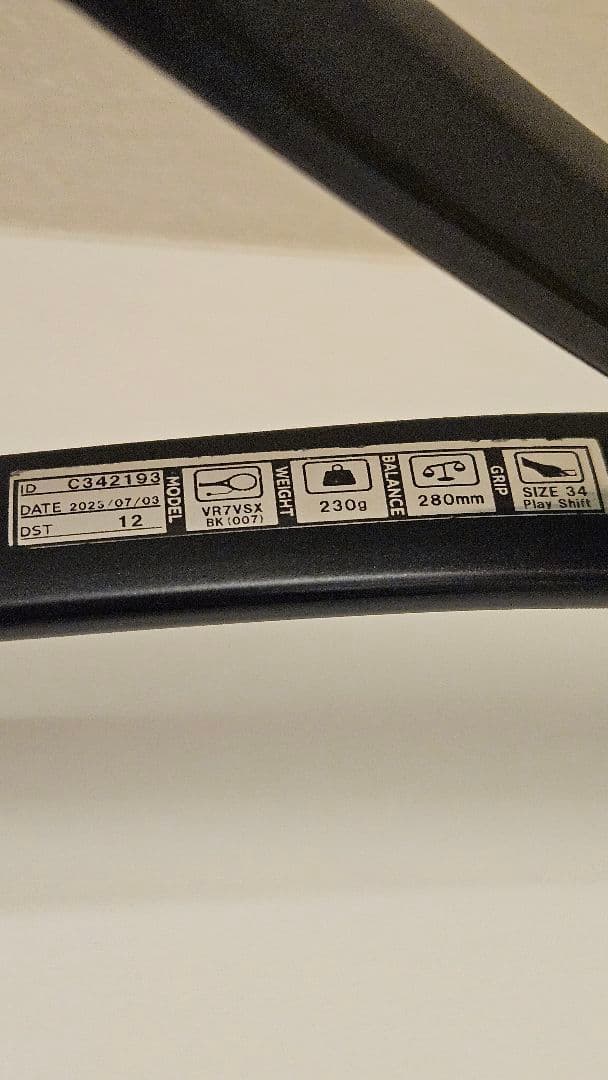 ID C342193
DATE 2025/07/03
DST 12
MODEL
VR7VSX
BK(007)
WEIGHT
230g
BALANCE
280mm
GRIP
SIZE 34
Play Shift